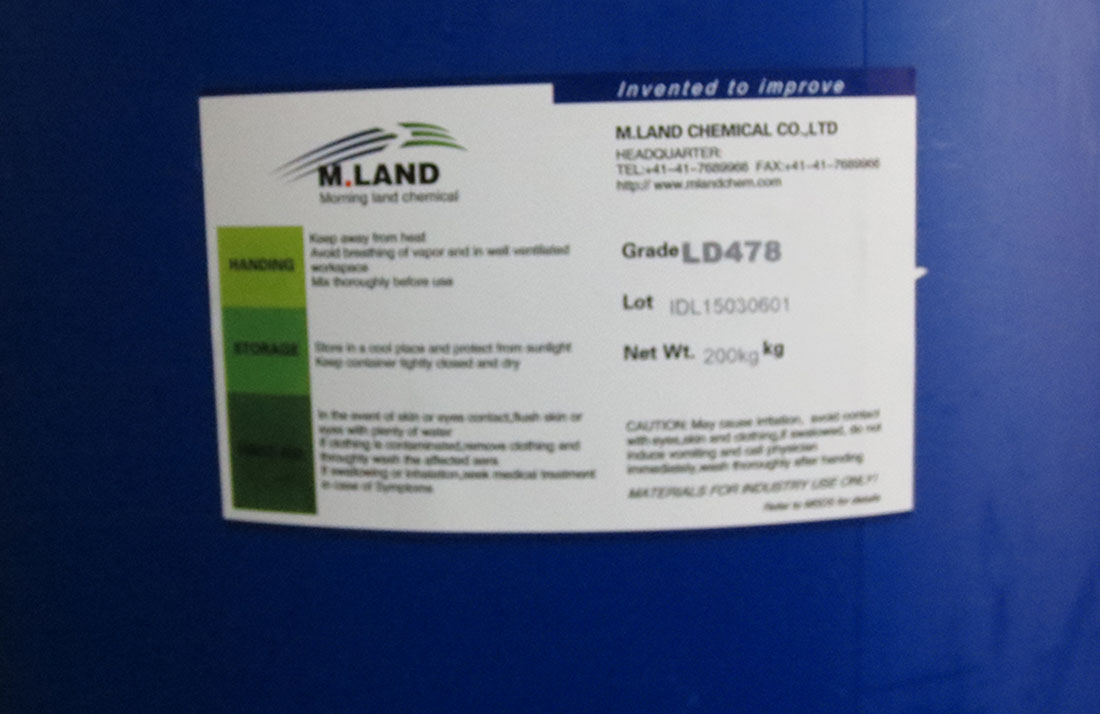 Invented to improve
M.LAND
Morning land chemical
M.LAND CHEMICAL CO.,LTD
HEADQUARTER:
TEL:+41-41-7689966 FAX:+41-41-7689966
http:// www.mlandchem.com
HANDING
Keep away from heat
Avoid breathing of vapor and in well ventilated
workspace
Mix thoroughly before use
Grade LD478
Lot IDL15030601
Net Wt. 200kg kg
STORAGE
Store in a cool place and protect from sunlight
Keep container tightly closed and dry
In the event of skin or eyes contact,flush skin or
eyes with plenty of water
If clothing is contaminated,remove clothing and
throughly wash the affected aera
If swallowing or inhalation,seek medical treatment
in case of Symptoms
CAUTION: May cause irritation, avoid contact
with eyes,skin and clothing,if swallowed, do not
induce vomiting and call physician
immediately,wash thoroughly after handing
MATERIALS FOR INDUSTRY USE ONLY!
Refer to MSDS for details